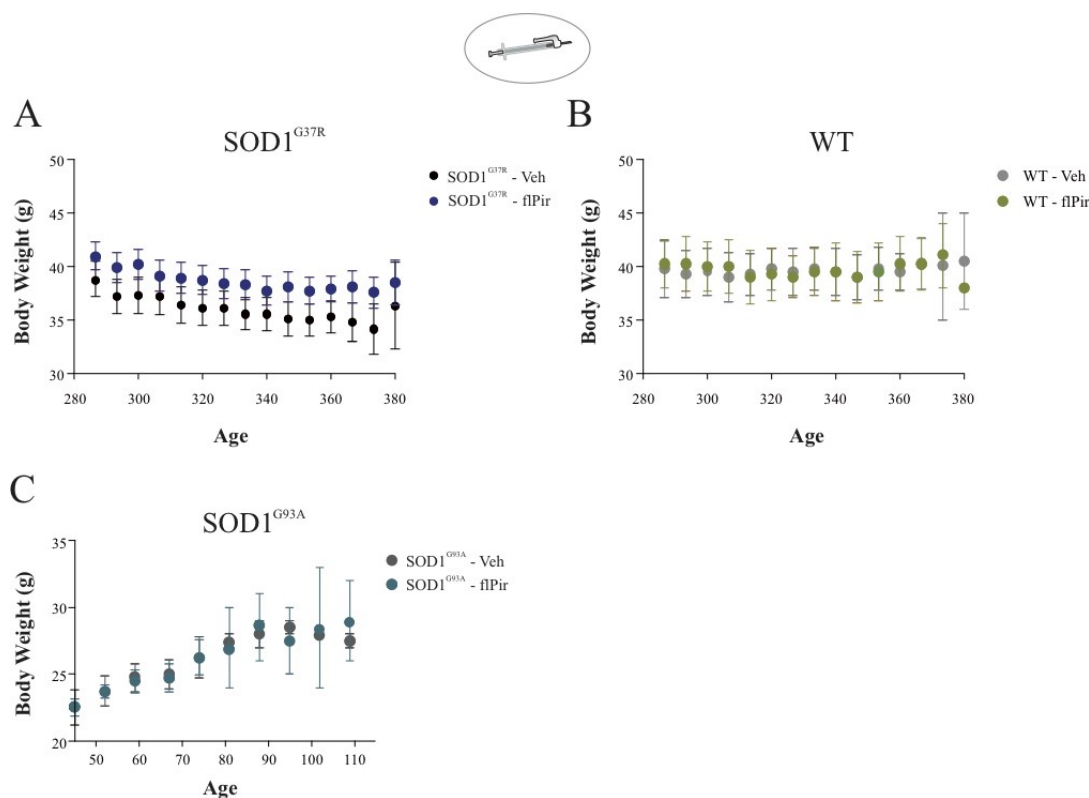 A
SOD1G37R
SOD1G37R - Veh
SOD1G37R - flPir
50
45
40
35
30
Body Weight (g)
280
300
320
340
360
380
Age
B
WT
WT - Veh
WT - flPir
50
45
40
35
30
Body Weight (g)
280
300
320
340
360
380
Age
C
SOD1G93A
SOD1G93A - Veh
SOD1G93A - flPir
35
30
25
20
Body Weight (g)
50
60
70
80
90
100
110
Age